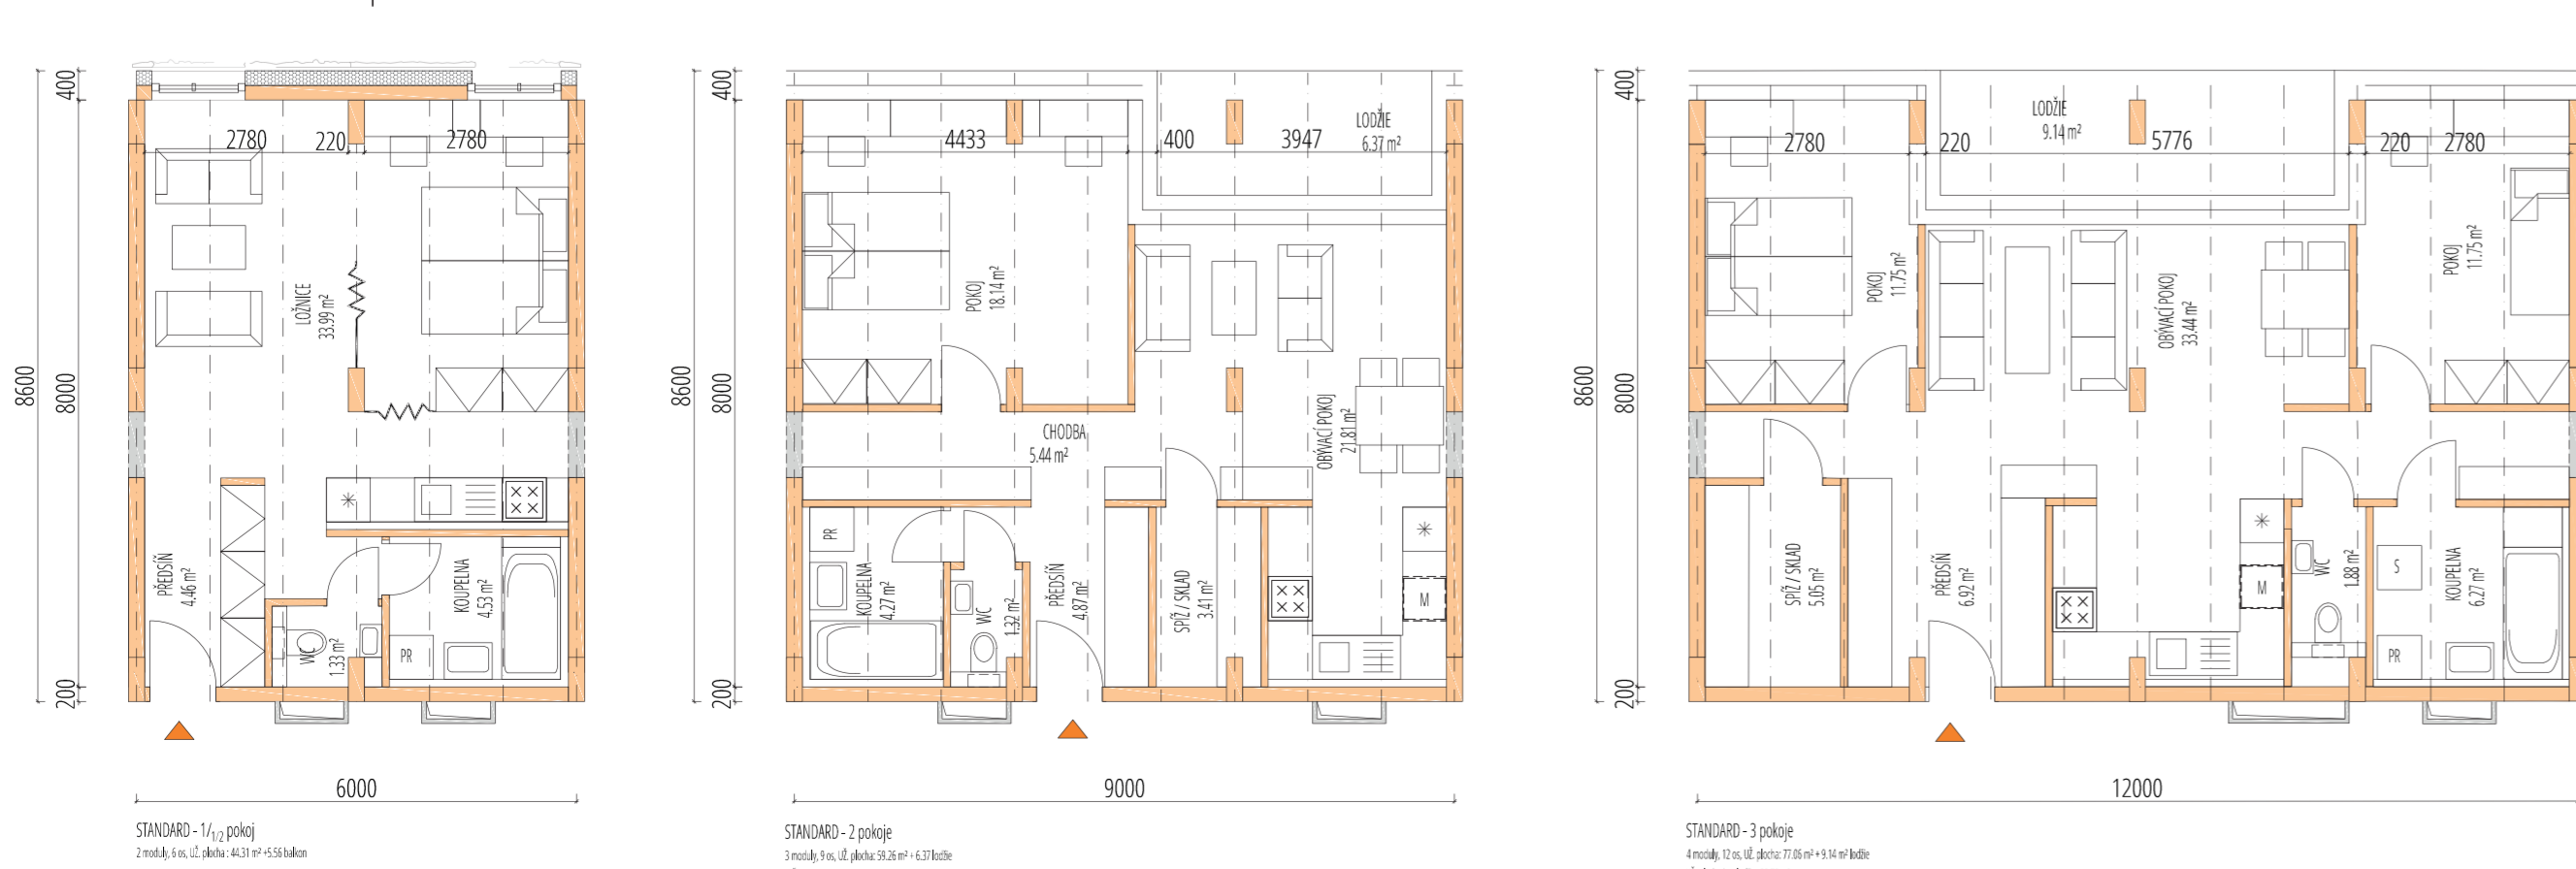 400
2780
220
2780
LOŽNICE
33.99 m²
8600
8000
PŘEDSÍŇ
4.46 m²
KOUPELNA
4.53 m²
WC
1.33 m²
PR
200
6000
STANDARD - 1/1/2 pokoj
2 moduly, 6 os, UŽ. plocha : 44.31 m² +5.56 balkon
400
4433
400
3947
LODŽIE
6.37 m²
POKOJ
18.14 m²
8600
8000
CHODBA
5.44 m²
OBÝVACÍ POKOJ
21.81 m²
PR
KOUPELNA
4.27 m²
WC
1.32 m²
PŘEDSÍŇ
4.87 m²
SPÍŽ / SKLAD
3.41 m²
M
200
9000
STANDARD - 2 pokoje
3 moduly, 9 os, UŽ. plocha: 59.26 m² + 6.37 lodžie
400
2780
220
LODŽIE
9.14 m²
5776
220
2780
POKOJ
11.75 m²
OBÝVACÍ POKOJ
33.44 m²
POKOJ
11.75 m²
8600
8000
SPÍŽ / SKLAD
5.05 m²
PŘEDSÍŇ
6.92 m²
M
WC
1.88 m²
S
PR
KOUPELNA
6.27 m²
200
12000
STANDARD - 3 pokoje
4 moduly, 12 os, UŽ. plocha: 77.06 m² + 9.14 m² lodžie